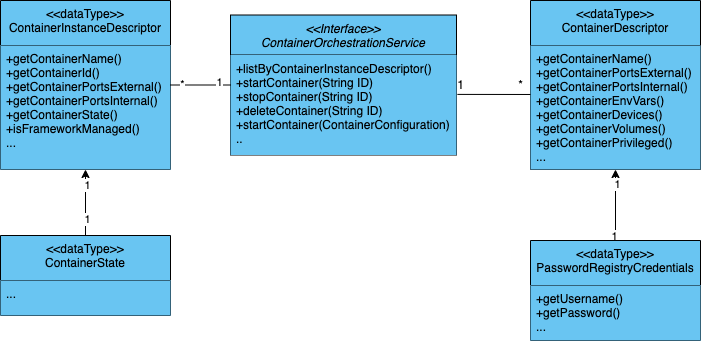 <<dataType>>
ContainerInstanceDescriptor
+getContainerName()
+getContainerId()
+getContainerPortsExternal()
+getContainerPortsInternal()
+getContainerState()
+isFrameworkManaged()
...
*
1
<<Interface>>
ContainerOrchestrationService
+listByContainerInstanceDescriptor()
+startContainer(String ID)
+stopContainer(String ID)
+deleteContainer(String ID)
+startContainer(ContainerConfiguration)
..
1
*
<<dataType>>
ContainerDescriptor
+getContainerName()
+getContainerPortsExternal()
+getContainerPortsInternal()
+getContainerEnvVars()
+getContainerDevices()
+getContainerVolumes()
+getContainerPrivileged()
...
1
1
<<dataType>>
ContainerState
...
1
1
<<dataType>>
PasswordRegistryCredentials
+getUsername()
+getPassword()
...